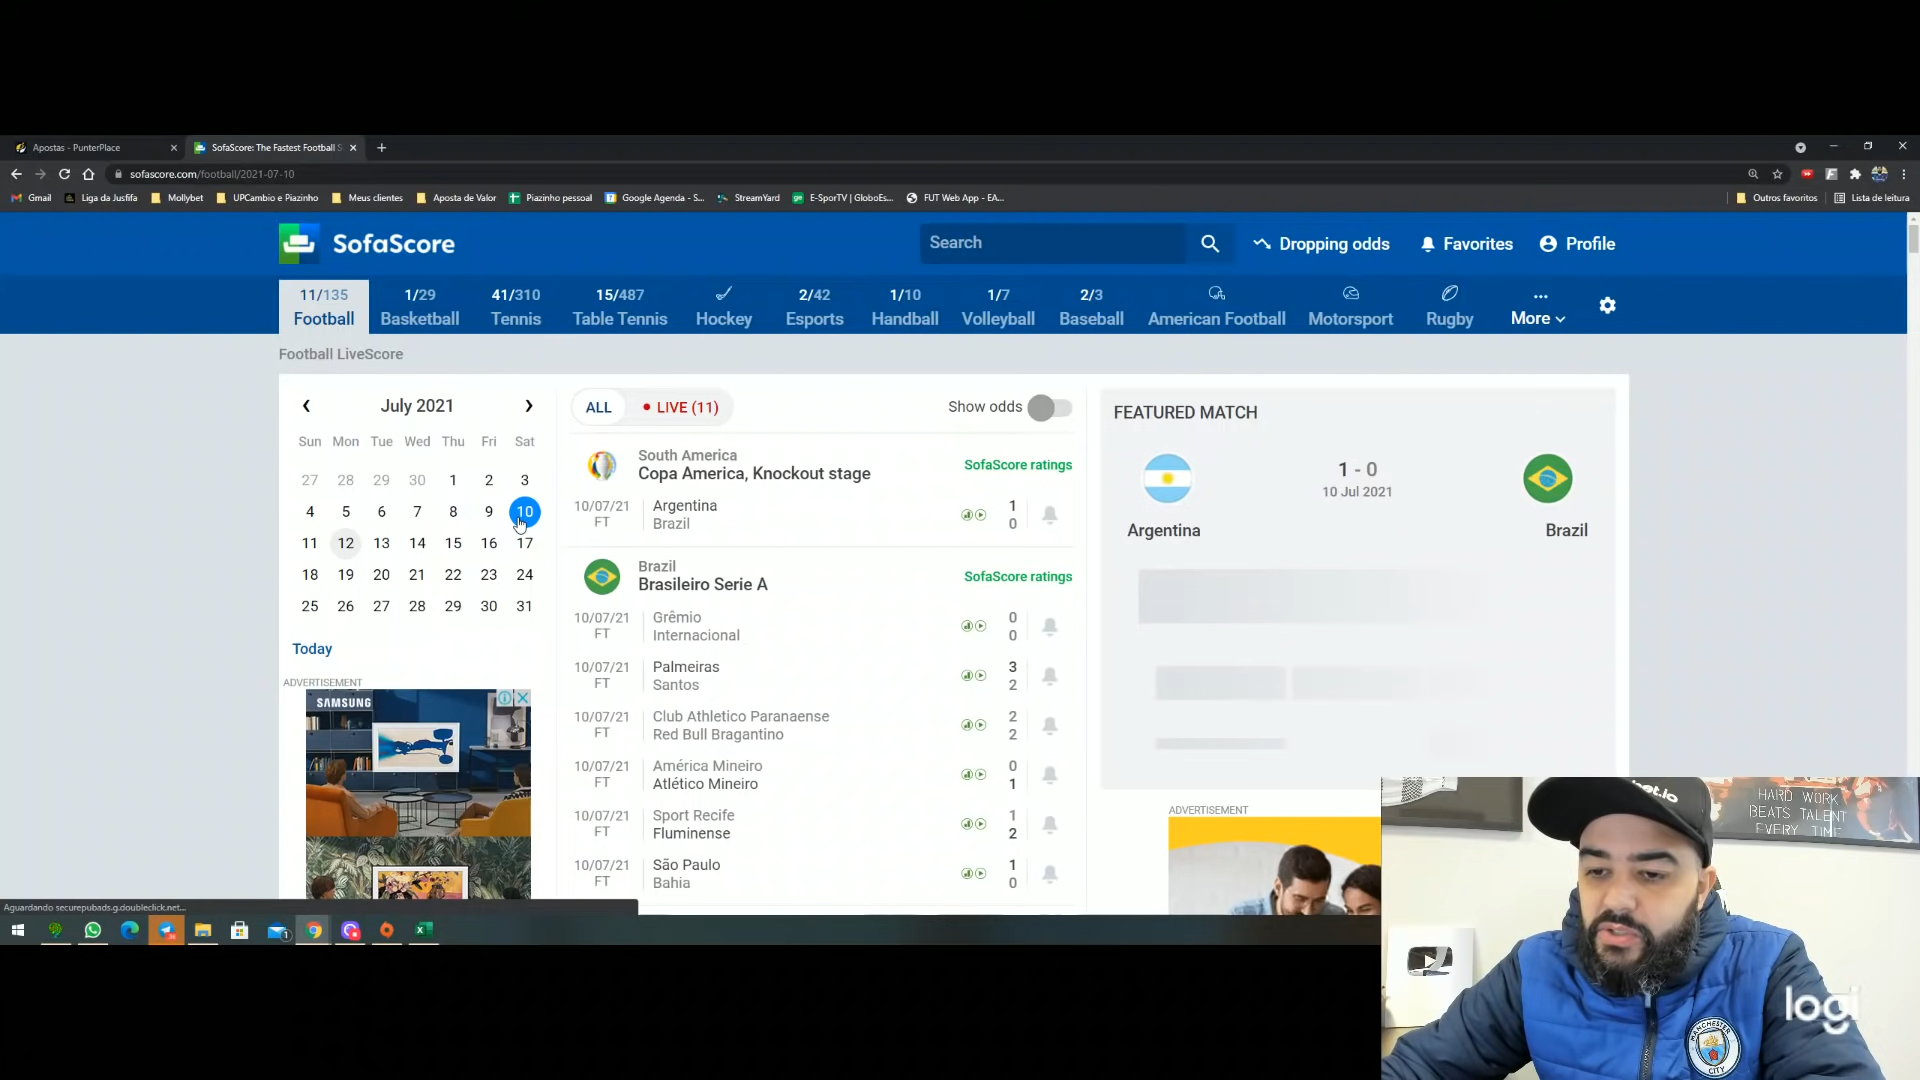 Apostas - PunterPlace
SofaScore: The Fastest Football S
sofascore.com/football/2021-07-10
Gmail
Liga da Jusfifa
Mollybet
UPCambio e Piazinho
Meus clientes
Aposta de Valor
Piazinho pessoal
Google Agenda - S...
StreamYard
E-SporTV | GloboEs...
FUT Web App - EA...
Outros favoritos
Lista de leitura
SofaScore
Search
Dropping odds
Favorites
Profile
11/135
Football
1/29
Basketball
41/310
Tennis
15/487
Table Tennis
Hockey
2/42
Esports
1/10
Handball
1/7
Volleyball
2/3
Baseball
American Football
Motorsport
Rugby
... More
Football LiveScore
July 2021
Sun Mon Tue Wed Thu Fri Sat
27 28 29 30 1 2 3
4 5 6 7 8 9 10
11 12 13 14 15 16 17
18 19 20 21 22 23 24
25 26 27 28 29 30 31
Today
ADVERTISEMENT
SAMSUNG
ALL
LIVE (11)
Show odds
South America
Copa America, Knockout stage
SofaScore ratings
10/07/21 Argentina 1
FT Brazil 0
Brazil
Brasileiro Serie A
SofaScore ratings
10/07/21 Grêmio 0
FT Internacional 0
10/07/21 Palmeiras 3
FT Santos 2
10/07/21 Club Athletico Paranaense 2
FT Red Bull Bragantino 2
10/07/21 América Mineiro 0
FT Atlético Mineiro 1
10/07/21 Sport Recife 1
FT Fluminense 2
10/07/21 São Paulo 1
FT Bahia 0
FEATURED MATCH
1 - 0
10 Jul 2021
Argentina
Brazil
ADVERTISEMENT
Aguardando securepubads.g.doubleclick.net...
HARD WORK
BEATS TALENT
EVERY TIME
bet.io
MANCHESTER
CITY
logi